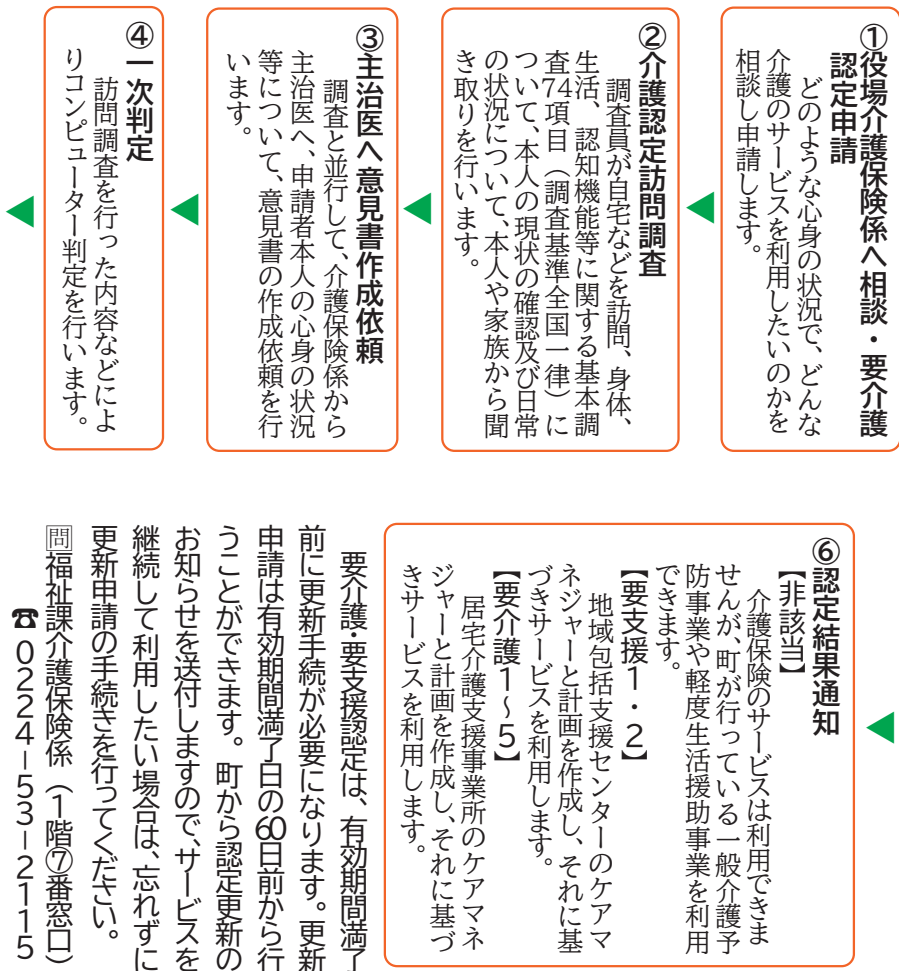 ①役場介護保険係へ相談・要介護
認定申請
どのような心身の状況で、どんな
介護のサービスを利用したいのかを
相談し申請します。
②介護認定訪問調査
調査員が自宅などを訪問、身体、
生活、認知機能等に関する基本調
査74項目（調査基準全国一律）に
ついて、本人の現状の確認及び日常
の状況について、本人や家族から聞
き取りを行います。
③主治医へ意見書作成依頼
調査と並行して、介護保険係から
主治医へ、申請者本人の心身の状況
等について、意見書の作成依頼を行
います。
④一次判定
訪問調査を行った内容などによ
りコンピューター判定を行います。
⑥認定結果通知
【非該当】
介護保険のサービスは利用できま
せんが、町が行っている一般介護予
防事業や軽度生活援助事業を利用
できます。
【要支援1・2】
地域包括支援センターのケアマ
ネジャーと計画を作成し、それに基
づきサービスを利用します。
【要介護1～5】
居宅介護支援事業所のケアマネ
ジャーと計画を作成し、それに基づ
きサービスを利用します。
要介護・要支援認定は、有効期間満了
前に更新手続が必要になります。更新
申請は有効期間満了日の60日前から行
うことができます。町から認定更新の
お知らせを送付しますので、サービスを
継続して利用したい場合は、忘れずに
更新申請の手続きを行ってください。
問福祉課介護保険係（1階⑦番窓口）
☎0224－53－2115